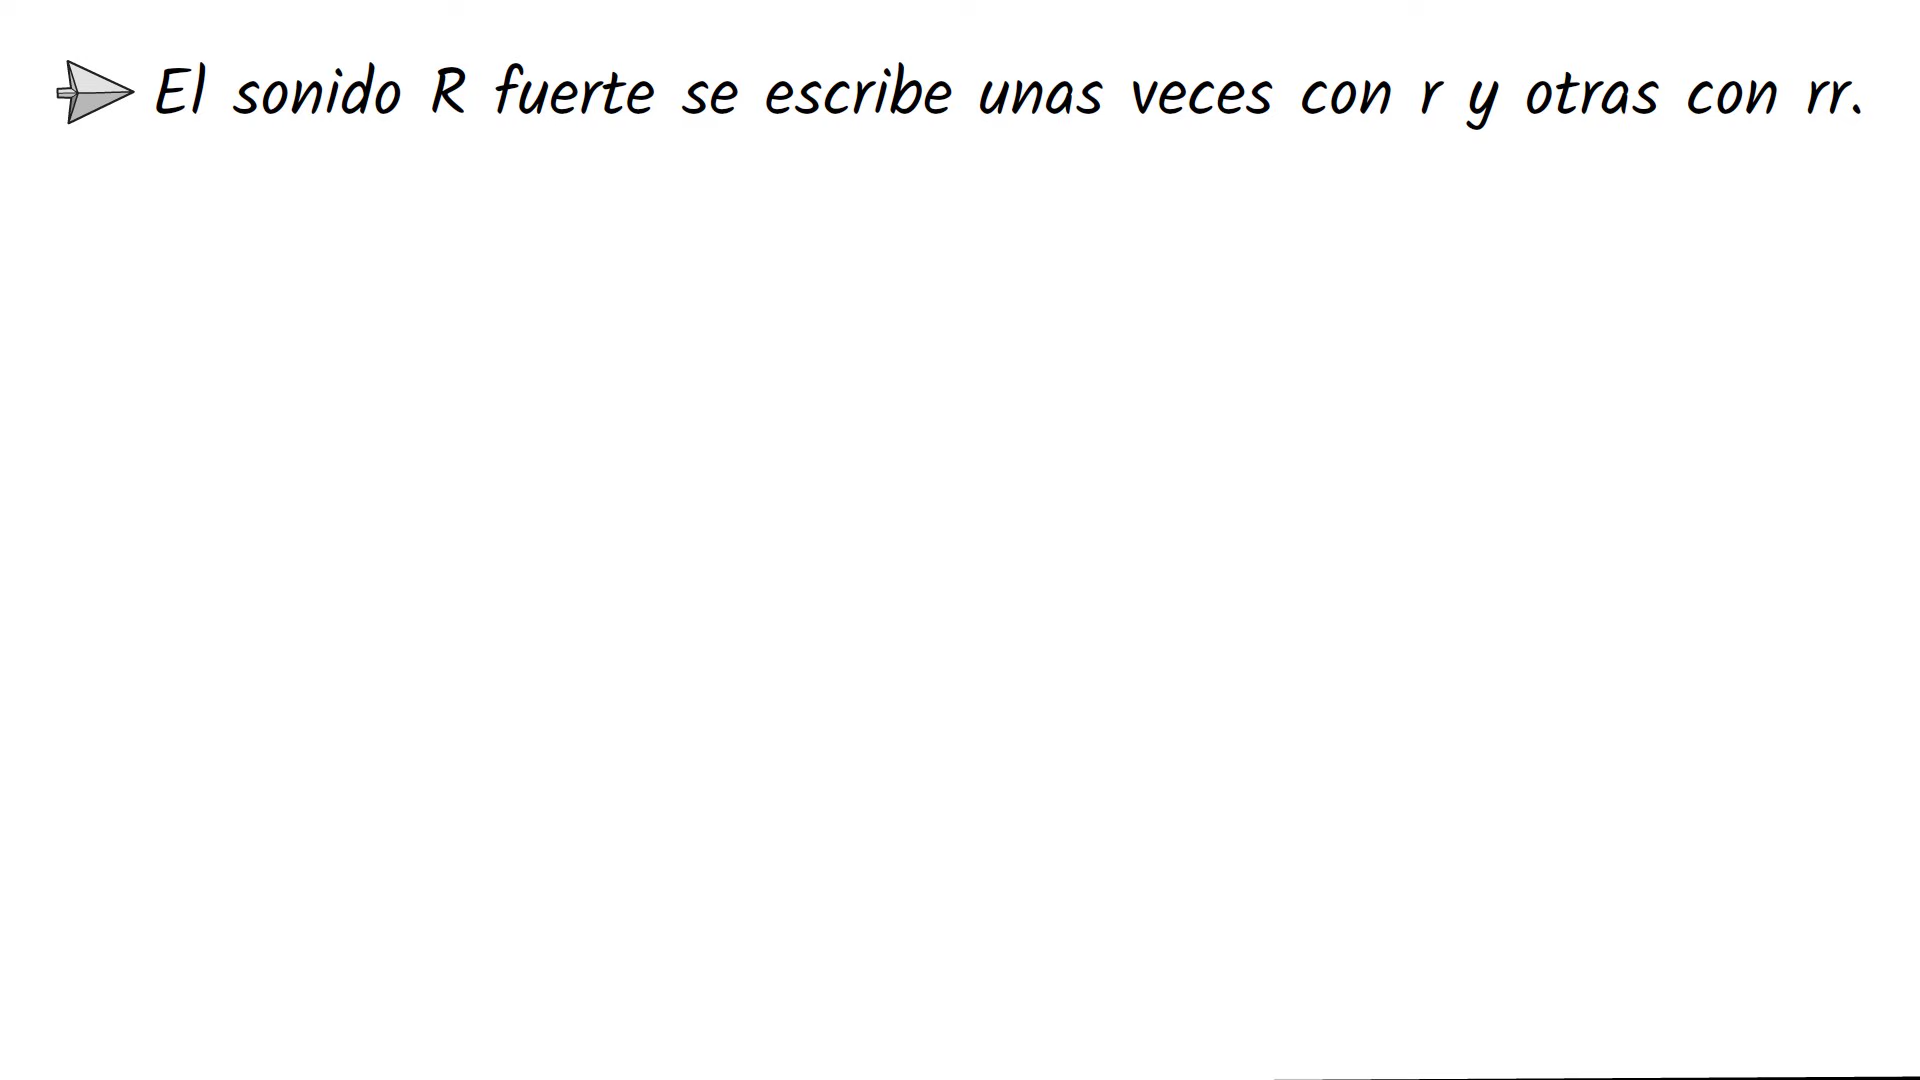 El sonido R fuerte se escribe unas veces con r y otras con rr.